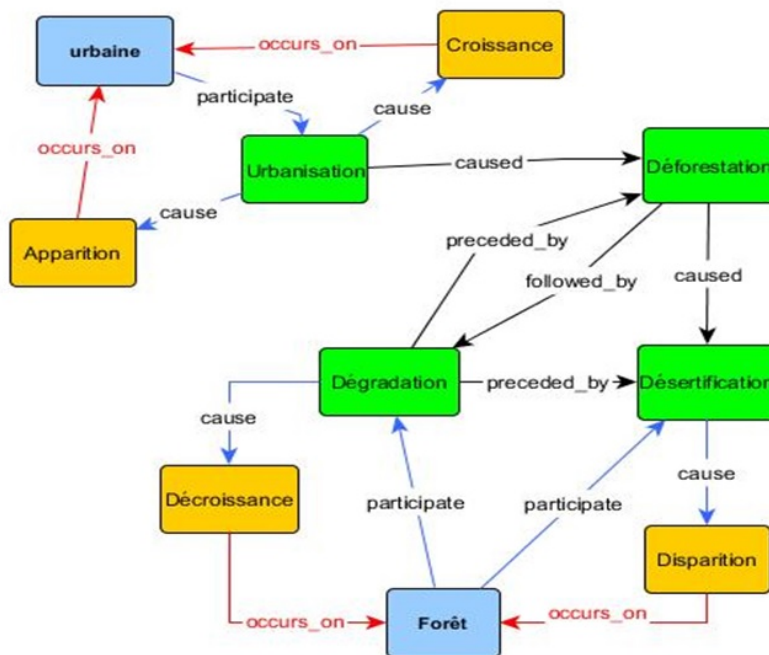 urbaine
occurs_on
Croissance
participate
cause
occurs_on
Urbanisation
caused
Déforestation
cause
Apparition
preceded_by
followed_by
caused
Dégradation
preceded_by
Désertification
cause
cause
Décroissance
participate
participate
Disparition
occurs_on
Forêt
occurs_on